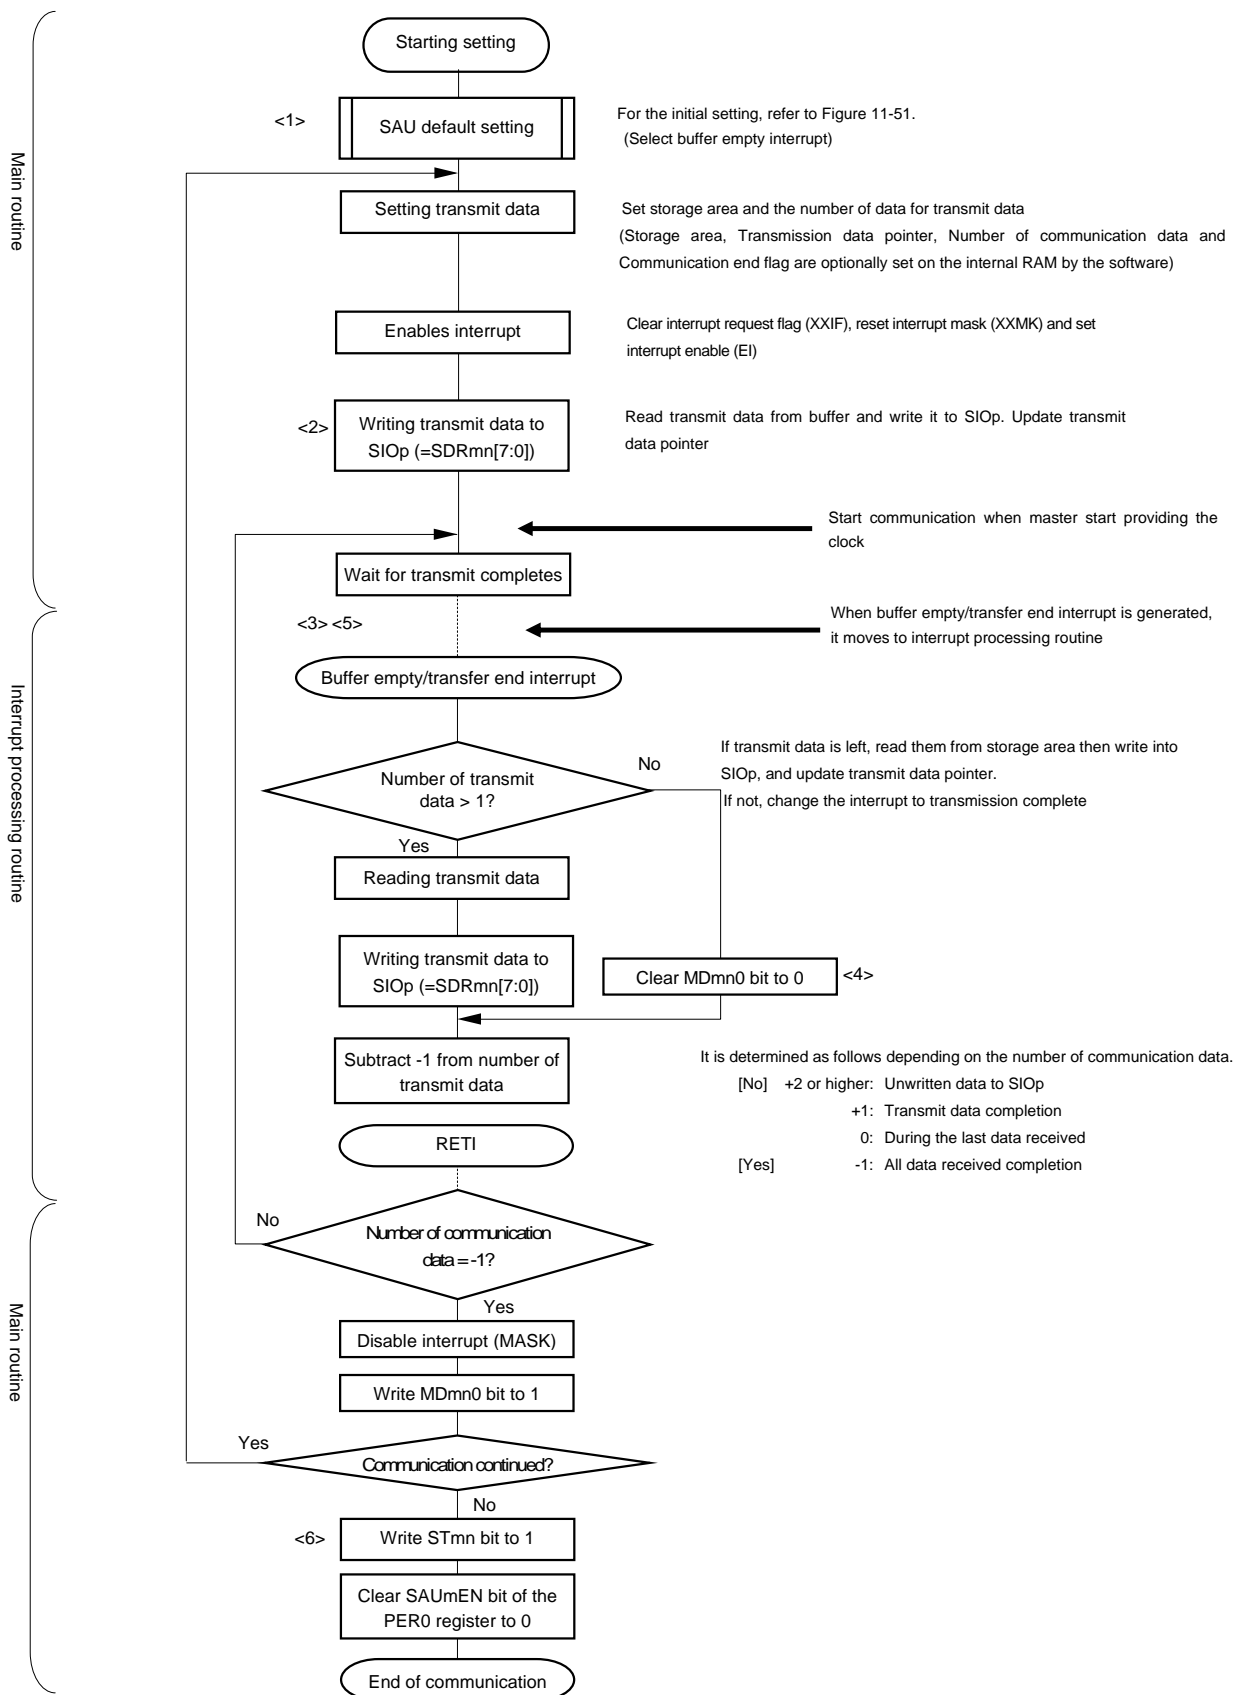 Starting setting
<1>
SAU default setting
For the initial setting, refer to Figure 11-51.
(Select buffer empty interrupt)
Main routine
Setting transmit data
Set storage area and the number of data for transmit data
(Storage area, Transmission data pointer, Number of communication data and
Communication end flag are optionally set on the internal RAM by the software)
Enables interrupt
Clear interrupt request flag (XXIF), reset interrupt mask (XXMK) and set
interrupt enable (EI)
<2>
Writing transmit data to
SIOp (=SDRmn[7:0])
Read transmit data from buffer and write it to SIOp. Update transmit
data pointer
Start communication when master start providing the
clock
Wait for transmit completes
<3> <5>
When buffer empty/transfer end interrupt is generated,
it moves to interrupt processing routine
Buffer empty/transfer end interrupt
Interrupt processing routine
Number of transmit
data > 1?
No
If transmit data is left, read them from storage area then write into
SIOp, and update transmit data pointer.
If not, change the interrupt to transmission complete
Yes
Reading transmit data
Writing transmit data to
SIOp (=SDRmn[7:0])
Clear MDmn0 bit to 0
<4>
Subtract -1 from number of
transmit data
It is determined as follows depending on the number of communication data.
[No] +2 or higher: Unwritten data to SIOp
+1: Transmit data completion
0: During the last data received
[Yes] -1: All data received completion
RETI
No
Number of communication
data = -1?
Yes
Main routine
Disable interrupt (MASK)
Write MDmn0 bit to 1
Yes
Communication continued?
No
<6>
Write STmn bit to 1
Clear SAUmEN bit of the
PER0 register to 0
End of communication